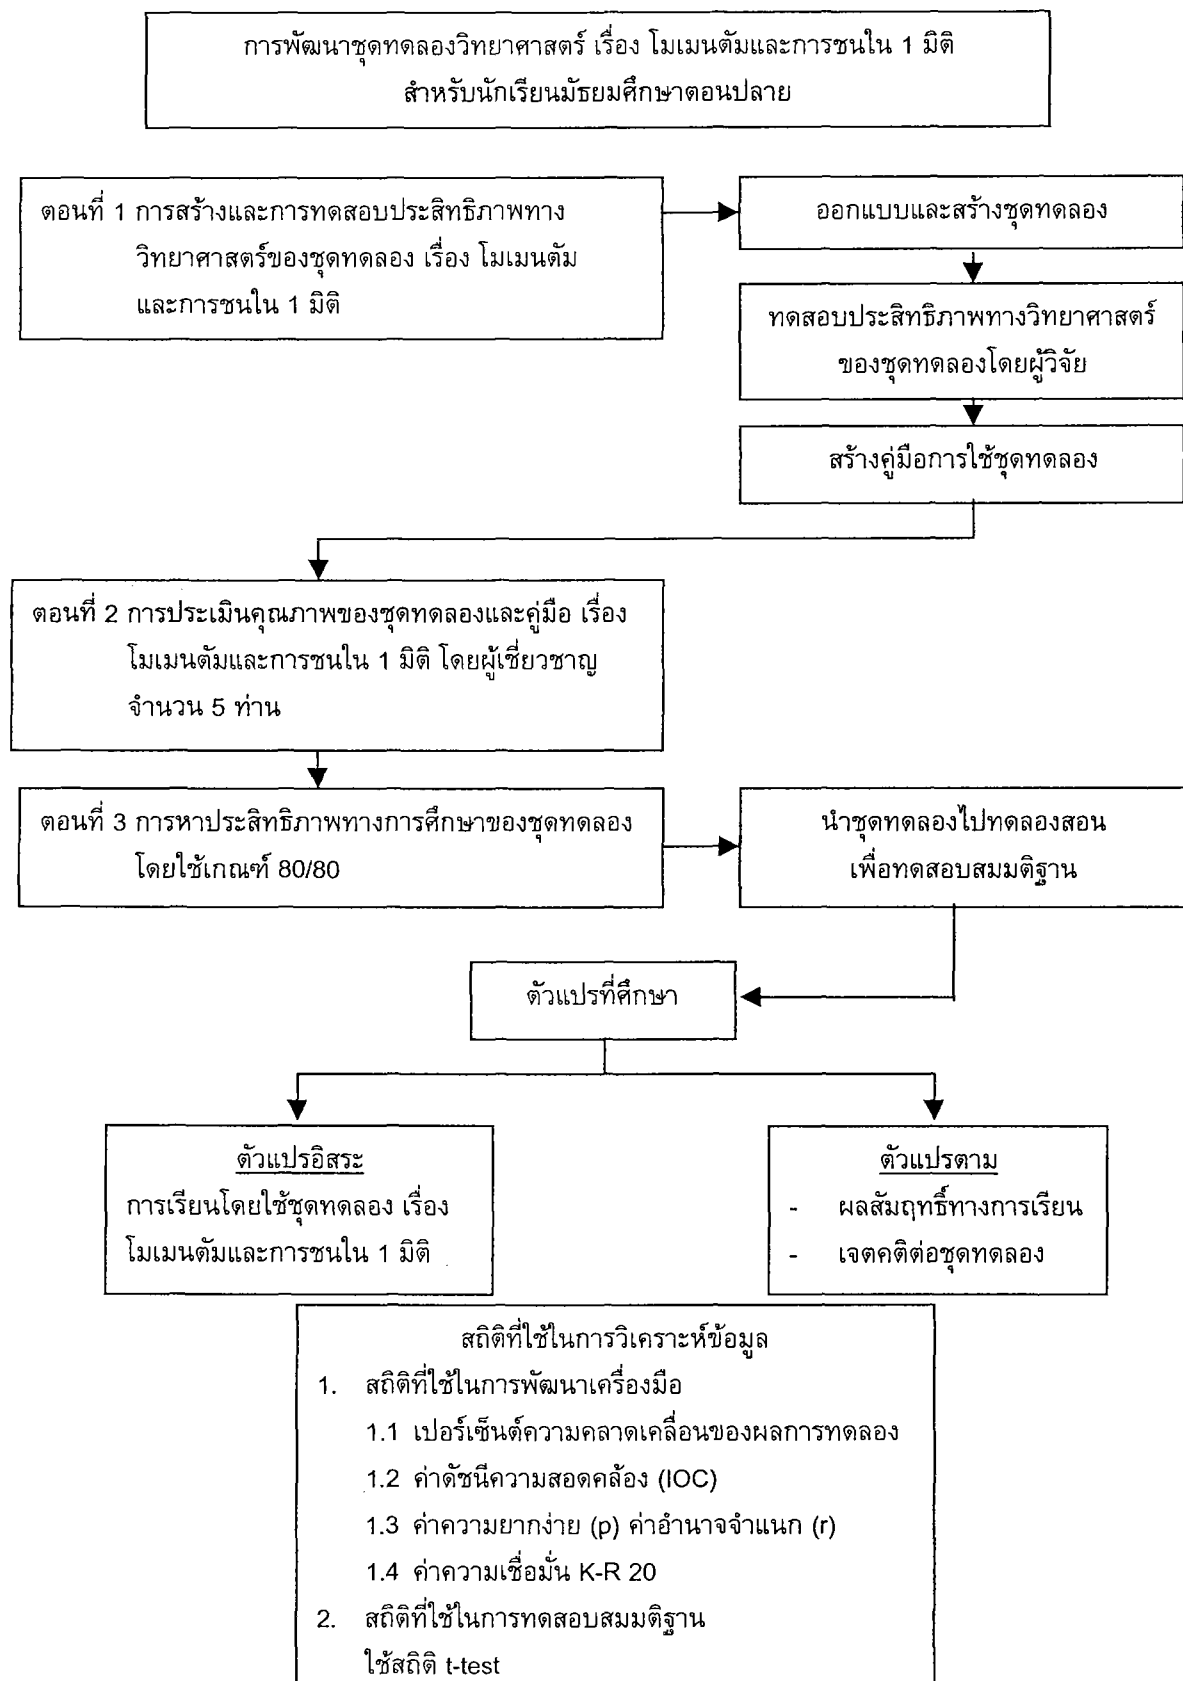 การพัฒนาชุดทดลองวิทยาศาสตร์ เรื่อง โมเมนตัมและการชนใน 1 มิติ
สำหรับนักเรียนมัธยมศึกษาตอนปลาย
ตอนที่ 1 การสร้างและการทดสอบประสิทธิภาพทาง
วิทยาศาสตร์ของชุดทดลอง เรื่อง โมเมนตัม
และการชนใน 1 มิติ
ออกแบบและสร้างชุดทดลอง
ทดสอบประสิทธิภาพทางวิทยาศาสตร์
ของชุดทดลองโดยผู้วิจัย
สร้างคู่มือการใช้ชุดทดลอง
ตอนที่ 2 การประเมินคุณภาพของชุดทดลองและคู่มือ เรื่อง
โมเมนตัมและการชนใน 1 มิติ โดยผู้เชี่ยวชาญ
จำนวน 5 ท่าน
ตอนที่ 3 การหาประสิทธิภาพทางการศึกษาของชุดทดลอง
โดยใช้เกณฑ์ 80/80
นำชุดทดลองไปทดลองสอน
เพื่อทดสอบสมมติฐาน
ตัวแปรที่ศึกษา
ตัวแปรอิสระ
การเรียนโดยใช้ชุดทดลอง เรื่อง
โมเมนตัมและการชนใน 1 มิติ
ตัวแปรตาม
- ผลสัมฤทธิ์ทางการเรียน
- เจตคติต่อชุดทดลอง
สถิติที่ใช้ในการวิเคราะห์ข้อมูล
1. สถิติที่ใช้ในการพัฒนาเครื่องมือ
1.1 เปอร์เซ็นต์ความคลาดเคลื่อนของผลการทดลอง
1.2 ค่าดัชนีความสอดคล้อง (IOC)
1.3 ค่าความยากง่าย (p) ค่าอำนาจจำแนก (r)
1.4 ค่าความเชื่อมั่น K-R 20
2. สถิติที่ใช้ในการทดสอบสมมติฐาน
ใช้สถิติ t-test